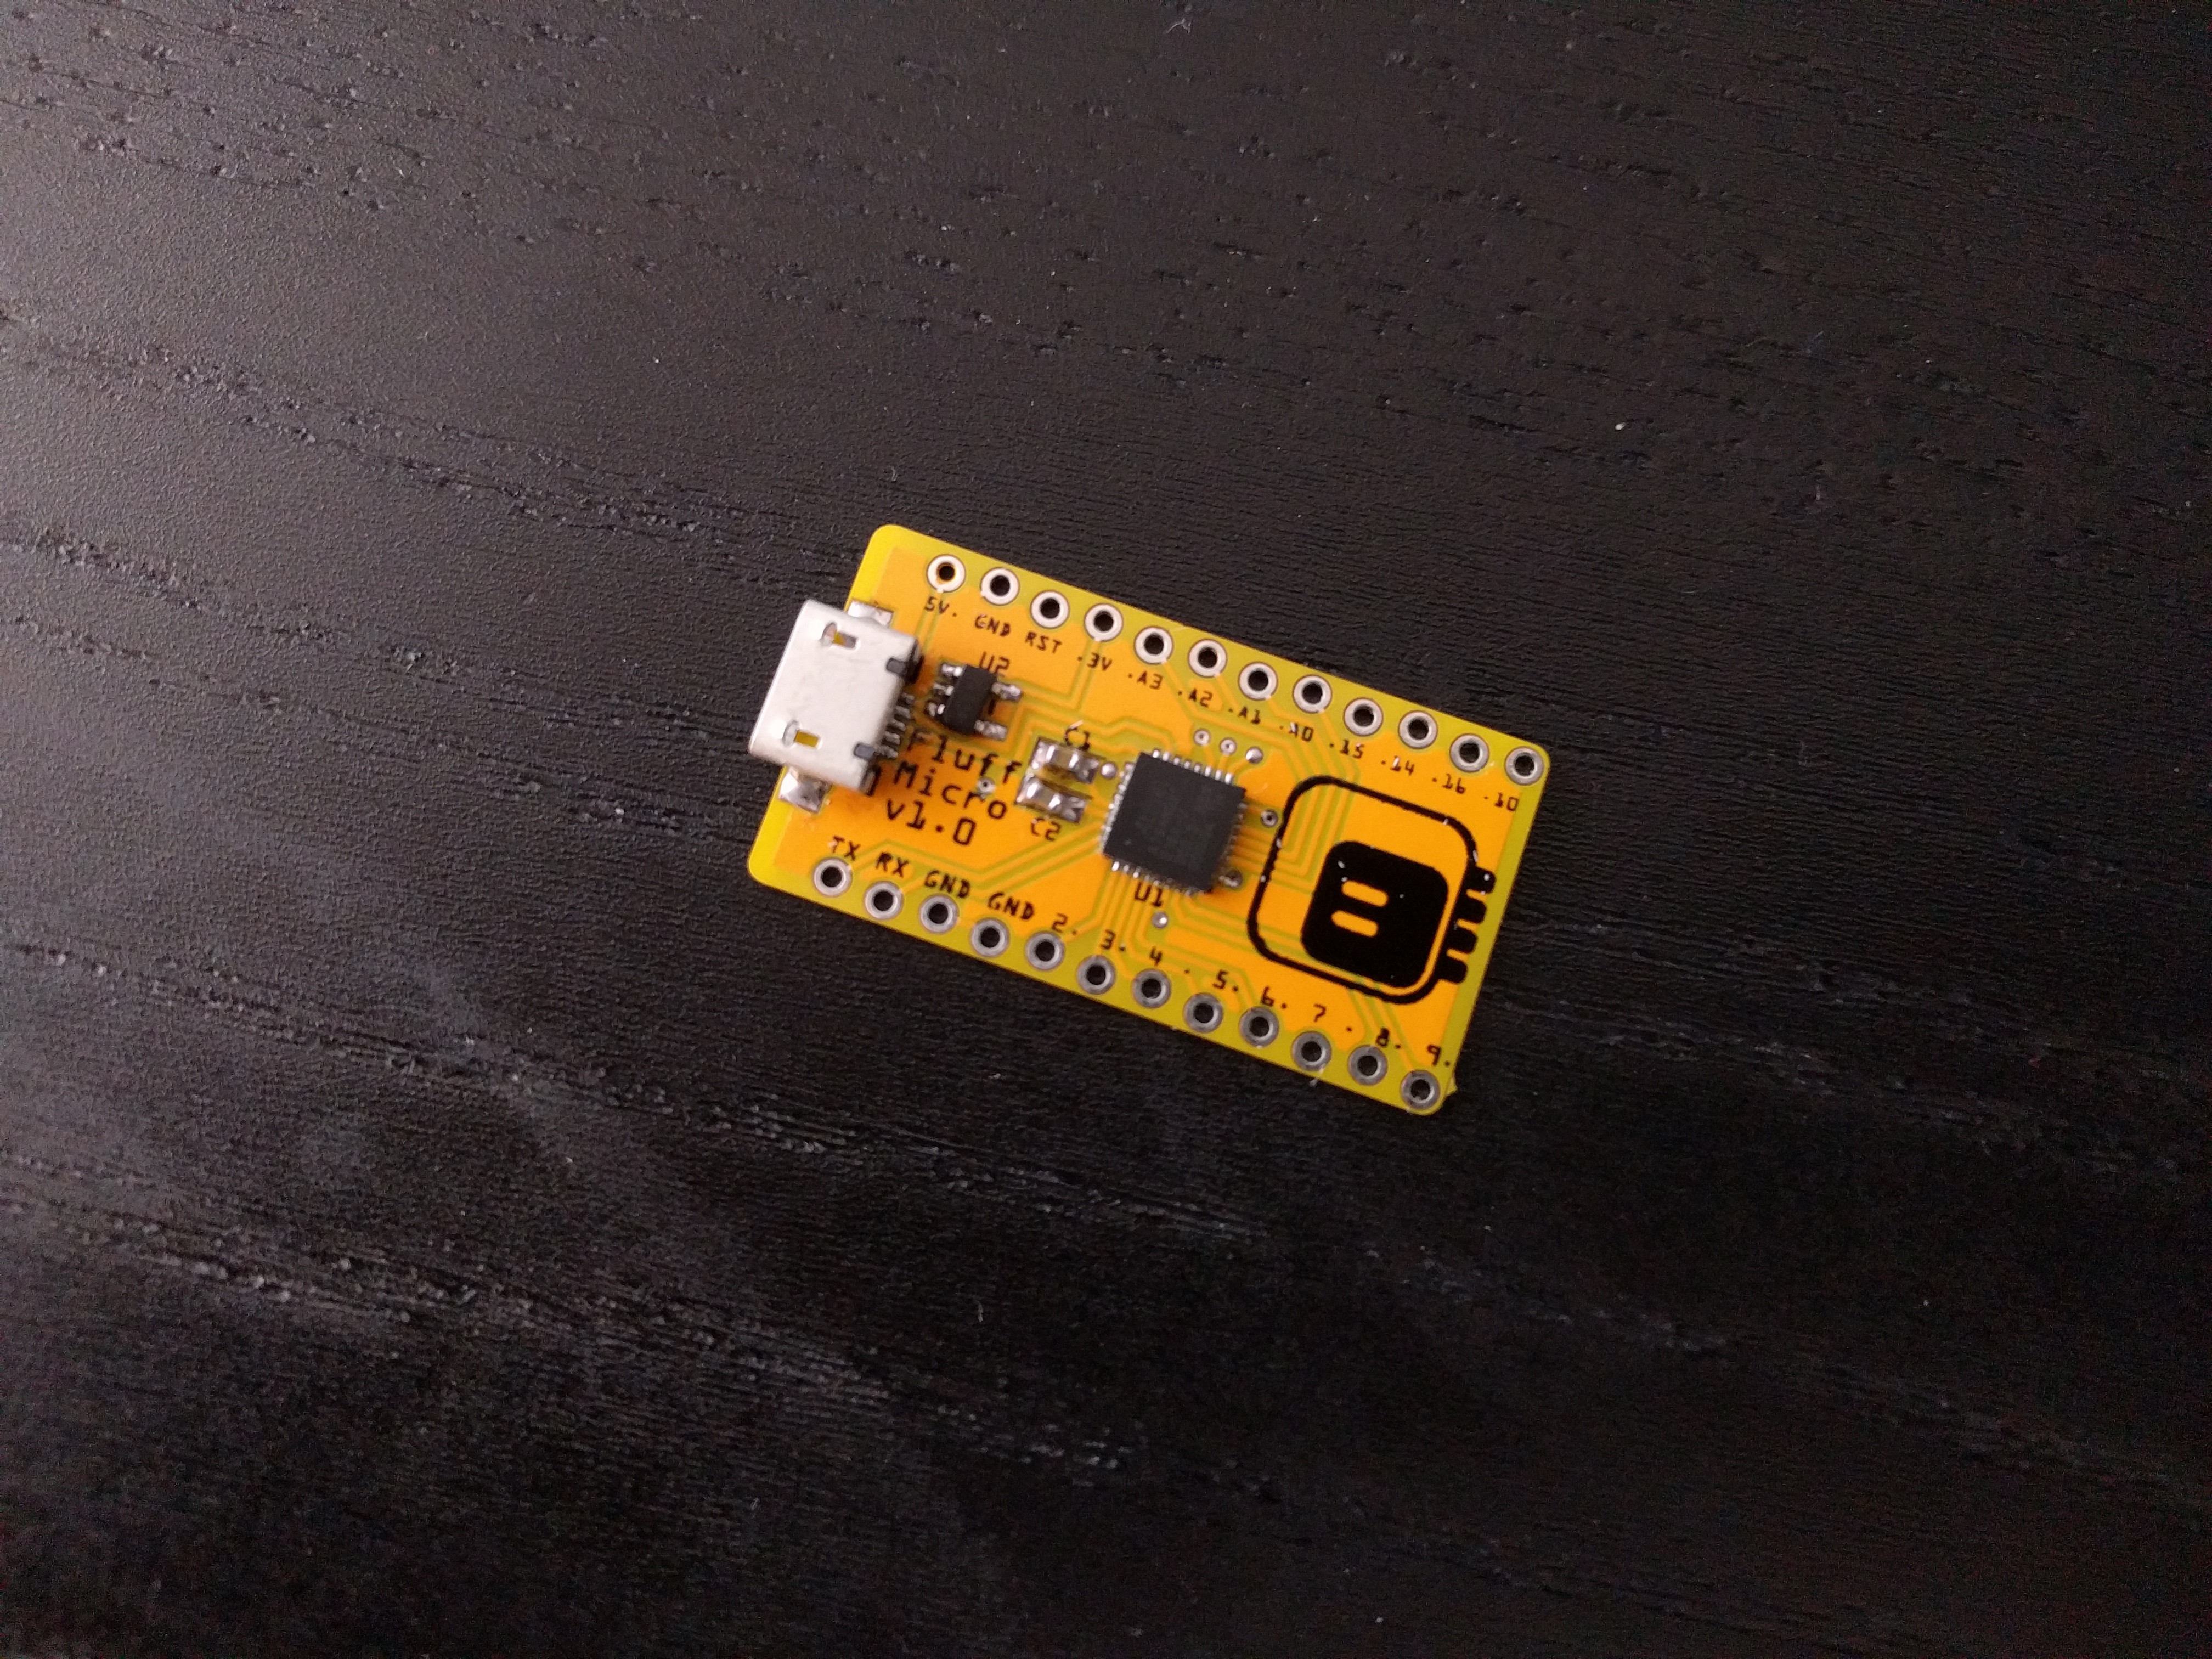 5V. GND RST .3V .A3 .A2 .A1 .A0 .15 .14 .16 .10
U2
C1
Fluff
Micro
v1.0
C2
U1
TX RX GND GND 2. 3. 4. 5. 6. 7. 8. 9.